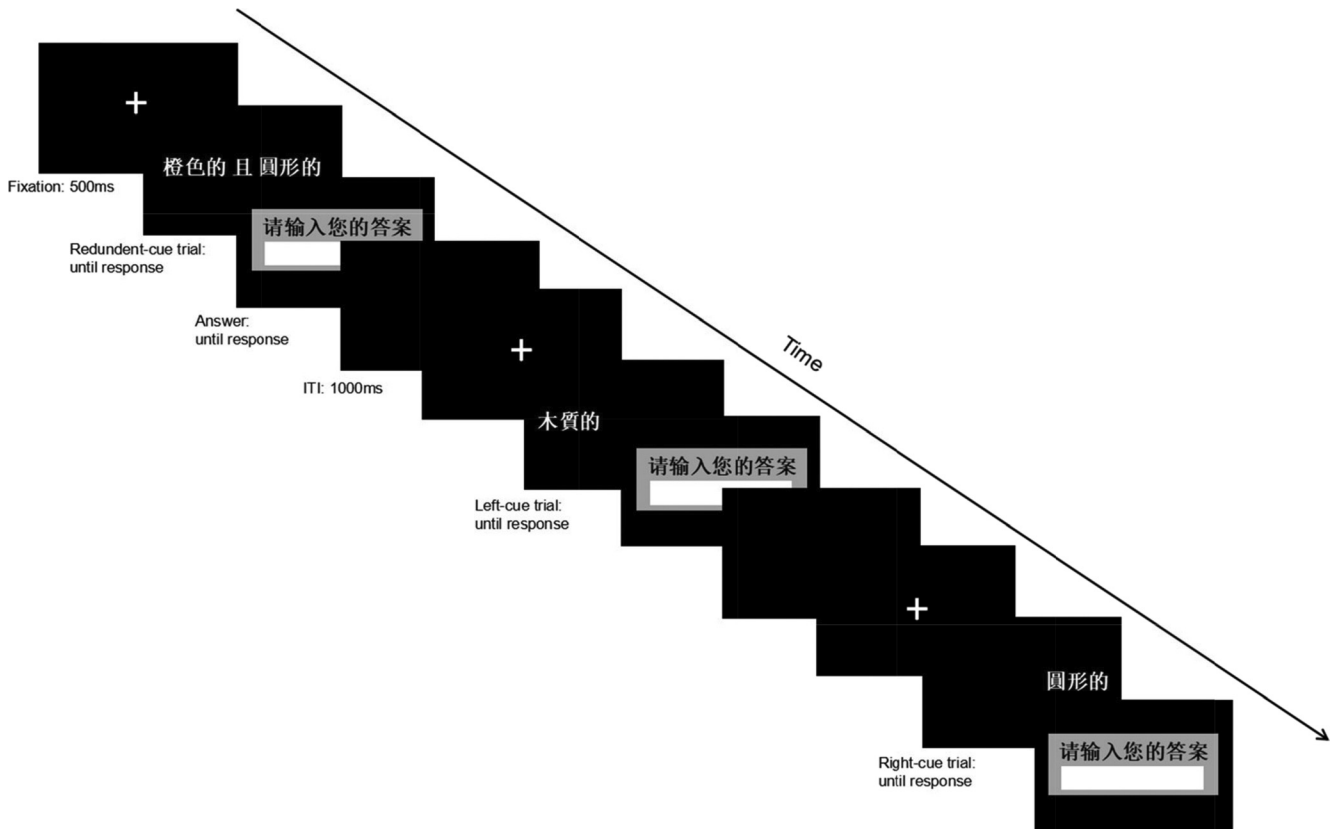 橙色的 且 圓形的
Fixation: 500ms
请输入您的答案
Redundent-cue trial:
until response
Answer:
until response
Time
ITI: 1000ms
木質的
请输入您的答案
Left-cue trial:
until response
圓形的
请输入您的答案
Right-cue trial:
until response